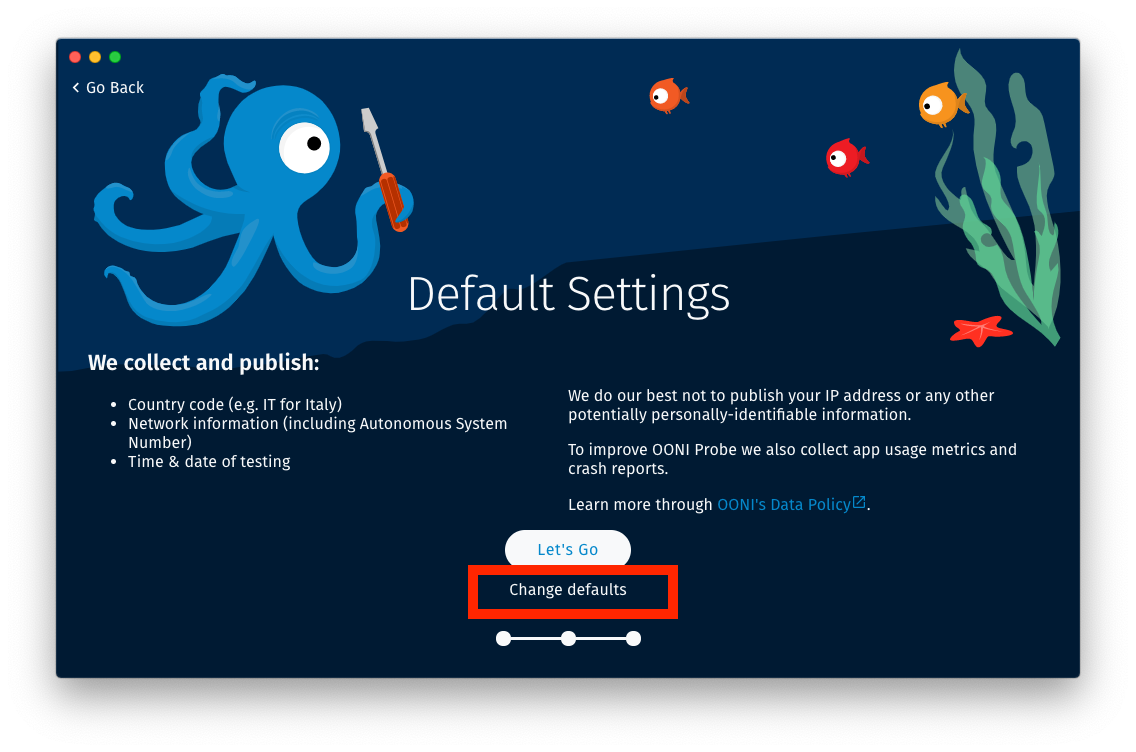 Go Back
Default Settings
We collect and publish:
• Country code (e.g. IT for Italy)
• Network information (including Autonomous System
Number)
• Time & date of testing
We do our best not to publish your IP address or any other
potentially personally-identifiable information.
To improve OONI Probe we also collect app usage metrics and
crash reports.
Learn more through OONI's Data Policy.
Let's Go
Change defaults